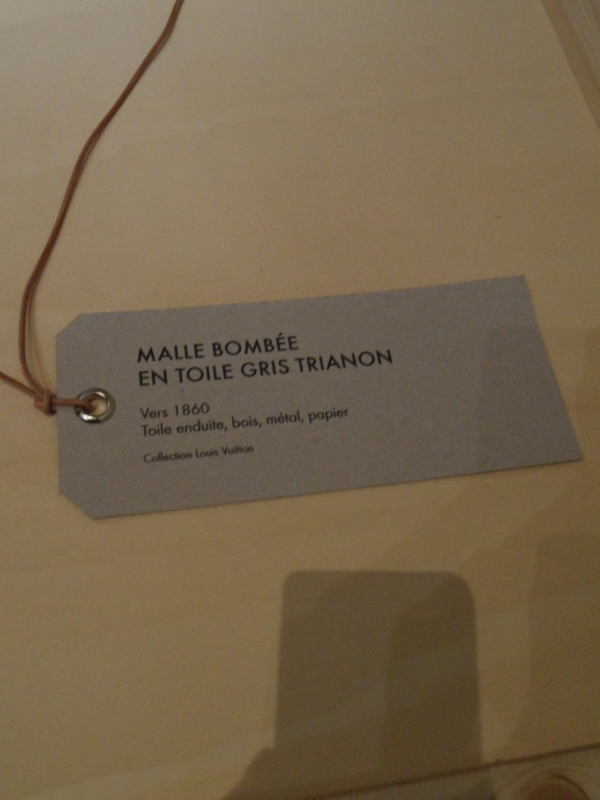 MALLE BOMBÉE
EN TOILE GRIS TRIANON
Vers 1860
Toile enduite, bois, métal, papier
Collection Louis Vuitton